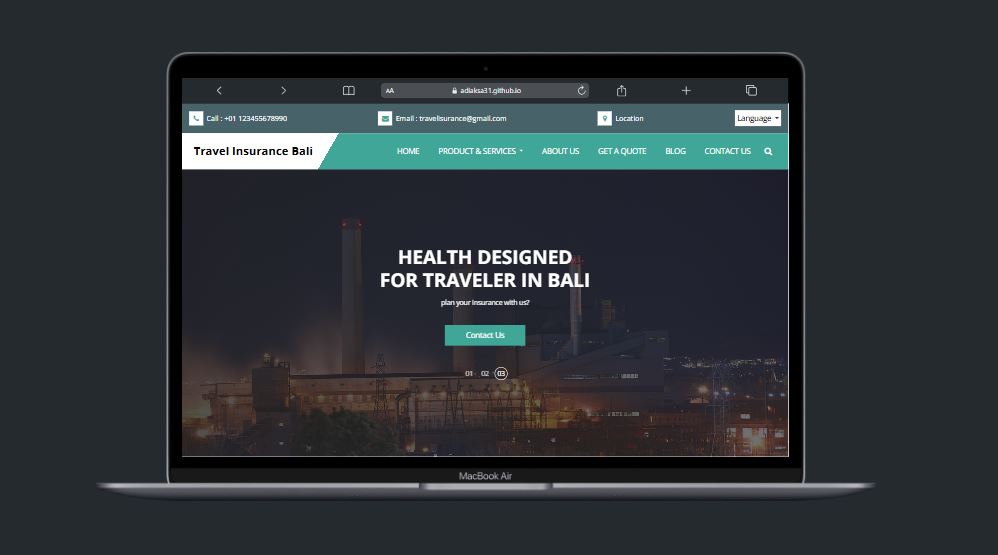 AA
adiaksa31.github.io
Call : +01 123455678990
Email : travelisurance@gmail.com
Location
Language
Travel Insurance Bali
HOME
PRODUCT & SERVICES
ABOUT US
GET A QUOTE
BLOG
CONTACT US
HEALTH DESIGNED
FOR TRAVELER IN BALI
plan your insurance with us?
Contact Us
01 02 03
MacBook Air